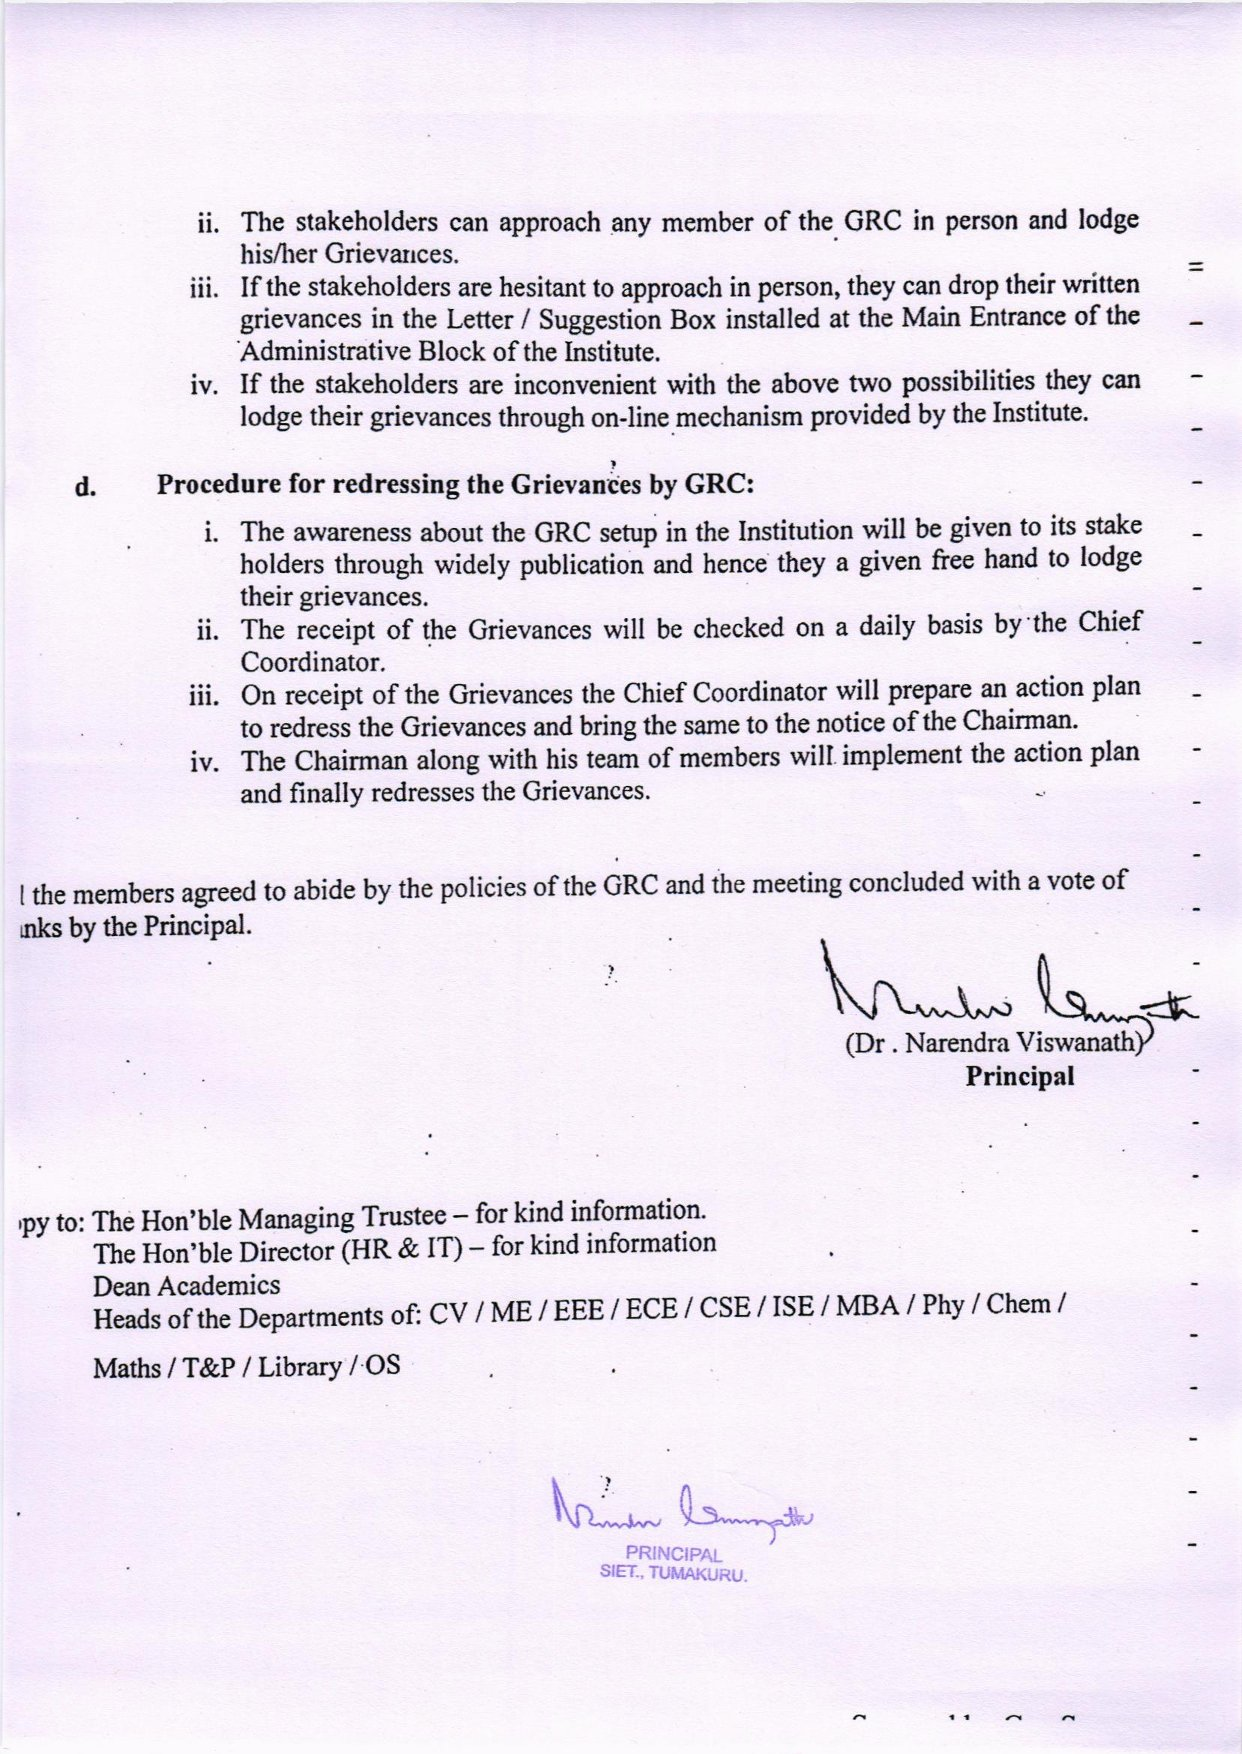 ii. The stakeholders can approach any member of the GRC in person and lodge
his/her Grievances.
iii. If the stakeholders are hesitant to approach in person, they can drop their written
grievances in the Letter / Suggestion Box installed at the Main Entrance of the
Administrative Block of the Institute.
iv. If the stakeholders are inconvenient with the above two possibilities they can
lodge their grievances through on-line mechanism provided by the Institute.
d. Procedure for redressing the Grievances by GRC:
i. The awareness about the GRC setup in the Institution will be given to its stake
holders through widely publication and hence they a given free hand to lodge
their grievances.
ii. The receipt of the Grievances will be checked on a daily basis by the Chief
Coordinator.
iii. On receipt of the Grievances the Chief Coordinator will prepare an action plan
to redress the Grievances and bring the same to the notice of the Chairman.
iv. The Chairman along with his team of members will implement the action plan
and finally redresses the Grievances.
l the members agreed to abide by the policies of the GRC and the meeting concluded with a vote of
nks by the Principal.
(Dr . Narendra Viswanath)
Principal
py to: The Hon'ble Managing Trustee – for kind information.
The Hon'ble Director (HR & IT) – for kind information
Dean Academics
Heads of the Departments of: CV / ME / EEE / ECE / CSE / ISE / MBA / Phy / Chem /
Maths / T&P / Library / OS
PRINCIPAL
SIET., TUMAKURU.